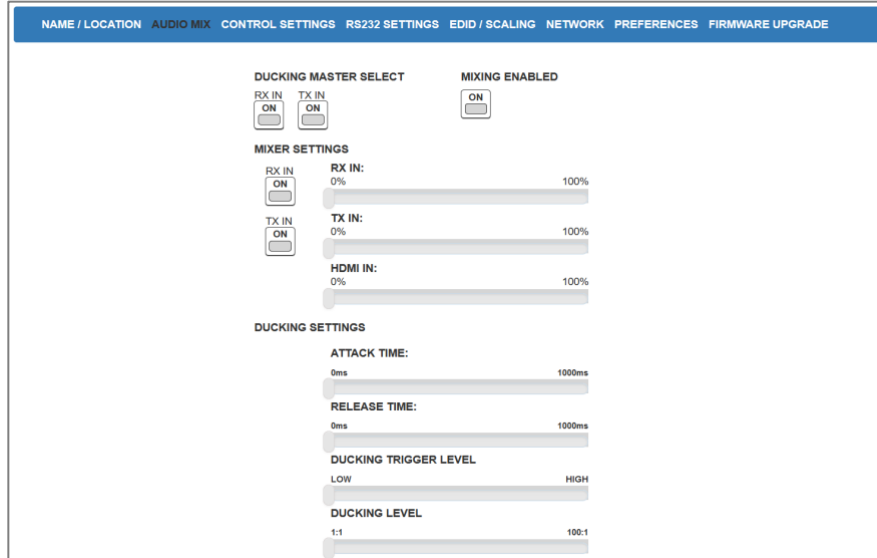 NAME / LOCATION AUDIO MIX CONTROL SETTINGS RS232 SETTINGS EDID / SCALING NETWORK PREFERENCES FIRMWARE UPGRADE
DUCKING MASTER SELECT MIXING ENABLED
RX IN TX IN
ON ON ON
MIXER SETTINGS
RX IN RX IN:
ON 0% 100%
TX IN TX IN:
ON 0% 100%
HDMI IN:
0% 100%
DUCKING SETTINGS
ATTACK TIME:
0ms 1000ms
RELEASE TIME:
0ms 1000ms
DUCKING TRIGGER LEVEL
LOW HIGH
DUCKING LEVEL
1:1 100:1